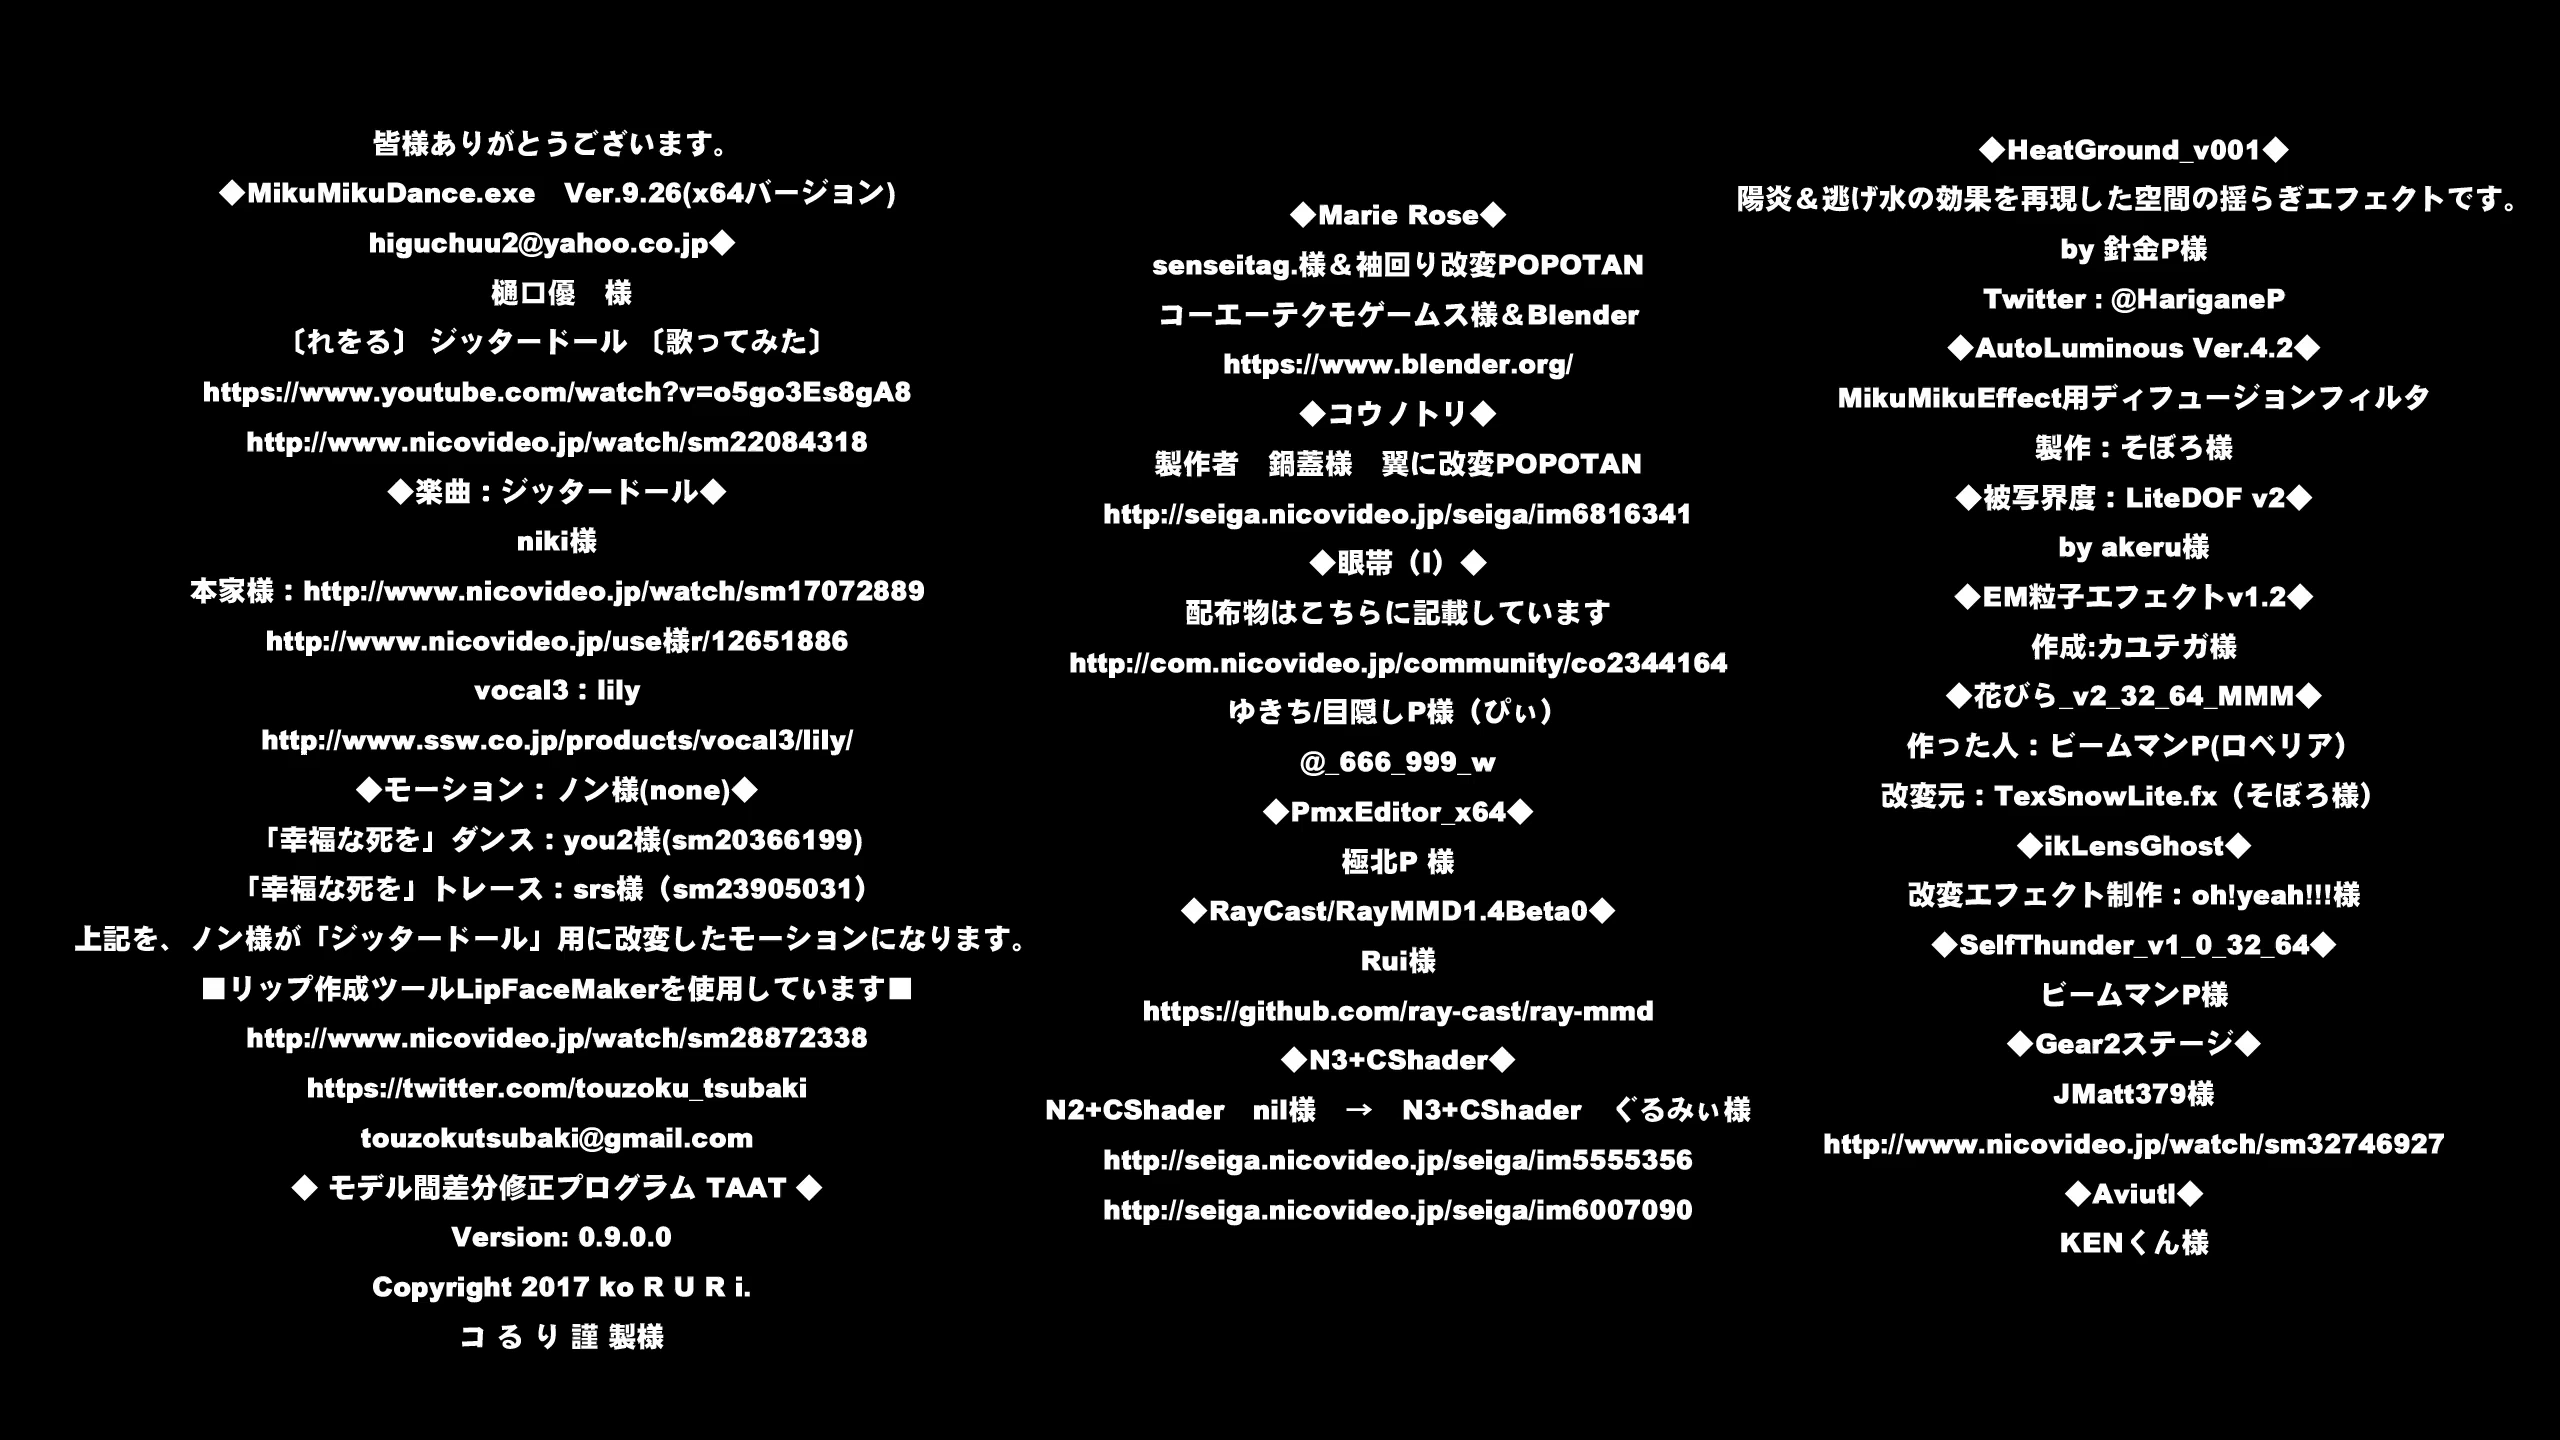 皆様ありがとうございます。
◆MikuMikuDance.exe　Ver.9.26(x64バージョン)
higuchuu2@yahoo.co.jp◆
樋口優　様
〔れをる〕 ジッタードール 〔歌ってみた〕
https://www.youtube.com/watch?v=o5go3Es8gA8
http://www.nicovideo.jp/watch/sm22084318
◆楽曲：ジッタードール◆
niki様
本家様：http://www.nicovideo.jp/watch/sm17072889
http://www.nicovideo.jp/use様r/12651886
vocal3：lily
http://www.ssw.co.jp/products/vocal3/lily/
◆モーション：ノン様(none)◆
「幸福な死を」ダンス：you2様(sm20366199)
「幸福な死を」トレース：srs様（sm23905031）
上記を、ノン様が「ジッタードール」用に改変したモーションになります。
■リップ作成ツールLipFaceMakerを使用しています■
http://www.nicovideo.jp/watch/sm28872338
https://twitter.com/touzoku_tsubaki
touzokutsubaki@gmail.com
◆ モデル間差分修正プログラム TAAT ◆
Version: 0.9.0.0
Copyright 2017 ko R U R i.
コ る り 謹 製様
◆Marie Rose◆
senseitag.様＆袖回り改変POPOTAN
コーエーテクモゲームス様＆Blender
https://www.blender.org/
◆コウノトリ◆
製作者　鍋蓋様　翼に改変POPOTAN
http://seiga.nicovideo.jp/seiga/im6816341
◆眼帯（I）◆
配布物はこちらに記載しています
http://com.nicovideo.jp/community/co2344164
ゆきち/目隠しP様（ぴぃ）
@_666_999_w
◆PmxEditor_x64◆
極北P 様
◆RayCast/RayMMD1.4Beta0◆
Rui様
https://github.com/ray-cast/ray-mmd
◆N3+CShader◆
N2+CShader　nil様　→　N3+CShader　ぐるみぃ様
http://seiga.nicovideo.jp/seiga/im5555356
http://seiga.nicovideo.jp/seiga/im6007090
◆HeatGround_v001◆
陽炎＆逃げ水の効果を再現した空間の揺らぎエフェクトです。
by 針金P様
Twitter : @HariganeP
◆AutoLuminous Ver.4.2◆
MikuMikuEffect用ディフュージョンフィルタ
製作：そぼろ様
◆被写界度：LiteDOF v2◆
by akeru様
◆EM粒子エフェクトv1.2◆
作成:カユテガ様
◆花びら_v2_32_64_MMM◆
作った人：ビームマンP(ロベリア）
改変元：TexSnowLite.fx（そぼろ様）
◆ikLensGhost◆
改変エフェクト制作：oh!yeah!!!様
◆SelfThunder_v1_0_32_64◆
ビームマンP様
◆Gear2ステージ◆
JMatt379様
http://www.nicovideo.jp/watch/sm32746927
◆Aviutl◆
KENくん様